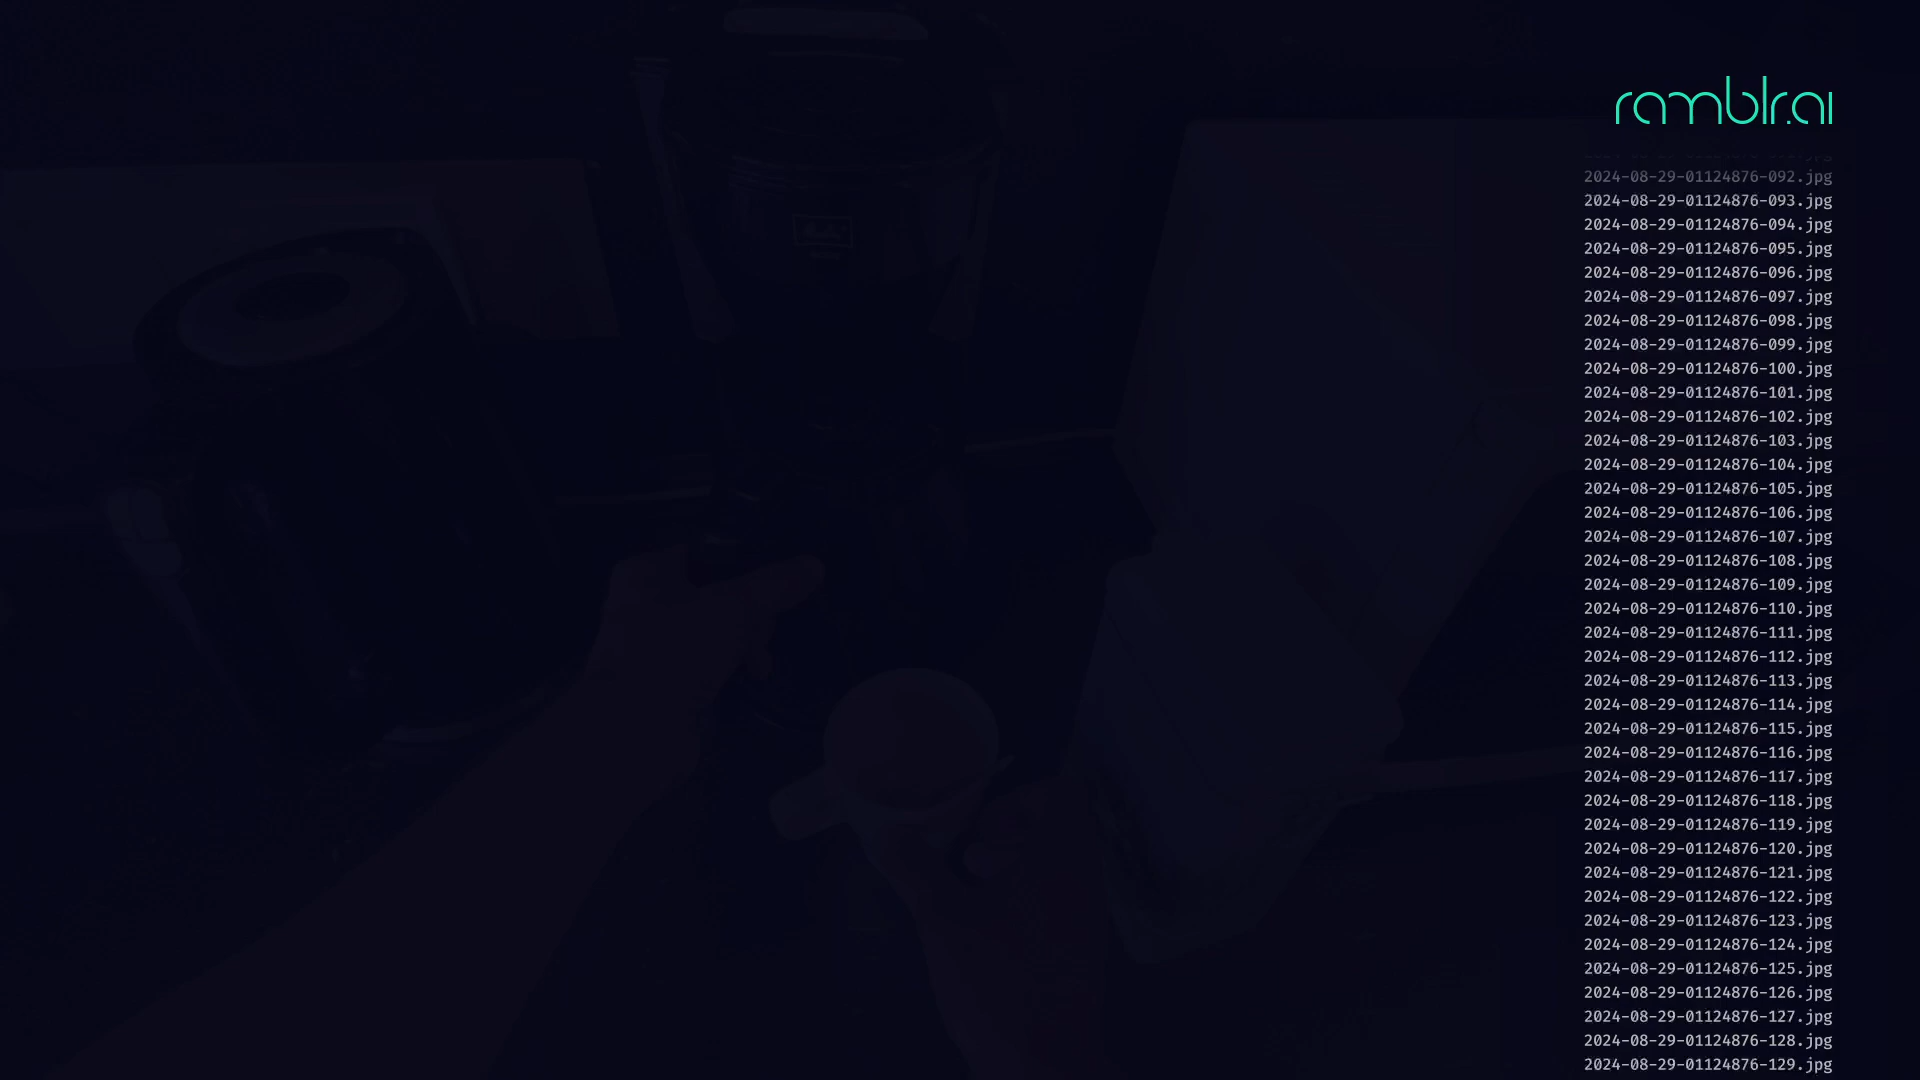 ramblr.ai
2024-08-29-01124876-092.jpg
2024-08-29-01124876-093.jpg
2024-08-29-01124876-094.jpg
2024-08-29-01124876-095.jpg
2024-08-29-01124876-096.jpg
2024-08-29-01124876-097.jpg
2024-08-29-01124876-098.jpg
2024-08-29-01124876-099.jpg
2024-08-29-01124876-100.jpg
2024-08-29-01124876-101.jpg
2024-08-29-01124876-102.jpg
2024-08-29-01124876-103.jpg
2024-08-29-01124876-104.jpg
2024-08-29-01124876-105.jpg
2024-08-29-01124876-106.jpg
2024-08-29-01124876-107.jpg
2024-08-29-01124876-108.jpg
2024-08-29-01124876-109.jpg
2024-08-29-01124876-110.jpg
2024-08-29-01124876-111.jpg
2024-08-29-01124876-112.jpg
2024-08-29-01124876-113.jpg
2024-08-29-01124876-114.jpg
2024-08-29-01124876-115.jpg
2024-08-29-01124876-116.jpg
2024-08-29-01124876-117.jpg
2024-08-29-01124876-118.jpg
2024-08-29-01124876-119.jpg
2024-08-29-01124876-120.jpg
2024-08-29-01124876-121.jpg
2024-08-29-01124876-122.jpg
2024-08-29-01124876-123.jpg
2024-08-29-01124876-124.jpg
2024-08-29-01124876-125.jpg
2024-08-29-01124876-126.jpg
2024-08-29-01124876-127.jpg
2024-08-29-01124876-128.jpg
2024-08-29-01124876-129.jpg